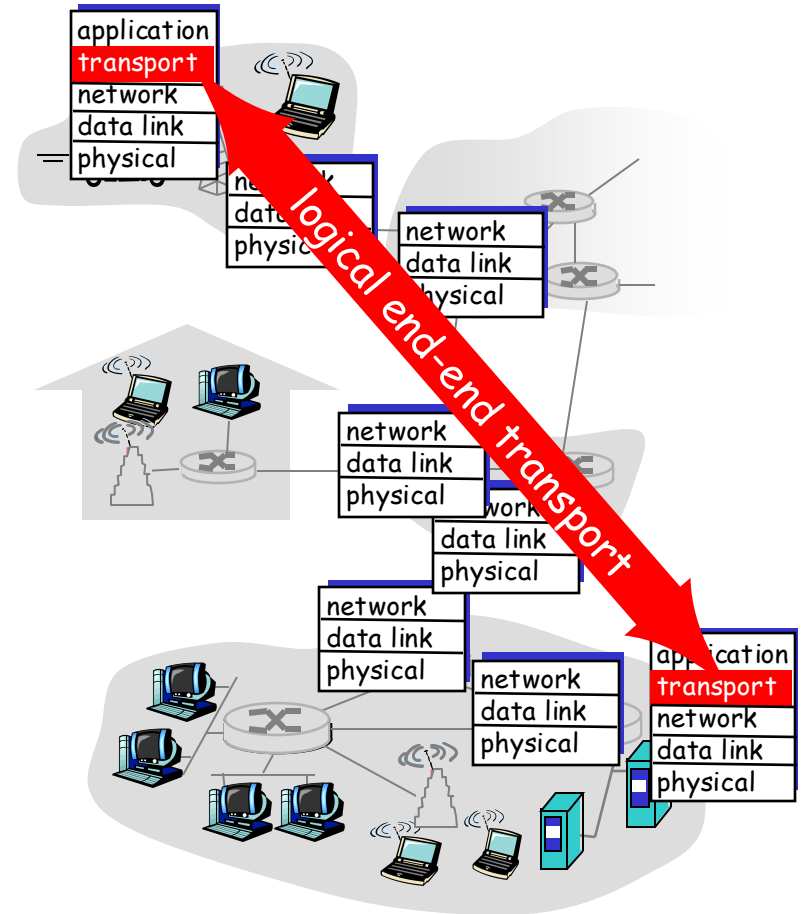 application
transport
network
data link
physical
network
data
physical
network
data link
physical
logical end-end transport
network
data link
physical
network
data link
physical
network
data link
physical
network
data link
physical
application
transport
network
data link
physical